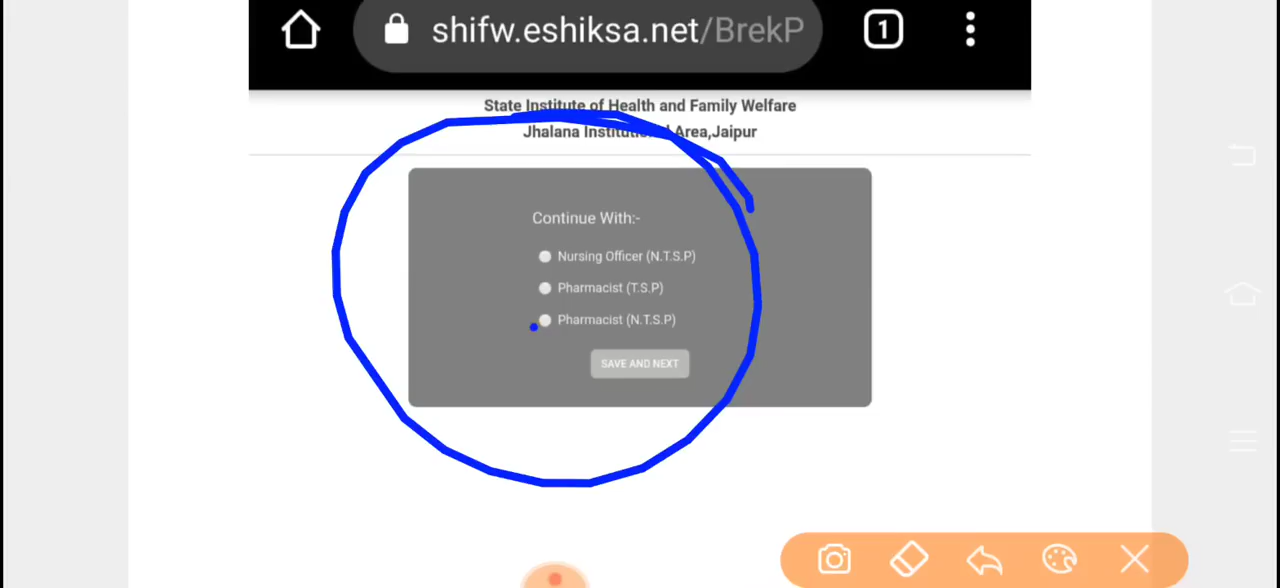 shifw.eshiksa.net/BrekP
1
State Institute of Health and Family Welfare
Jhalana Institutional Area,Jaipur
Continue With:-
Nursing Officer (N.T.S.P)
Pharmacist (T.S.P)
Pharmacist (N.T.S.P)
SAVE AND NEXT